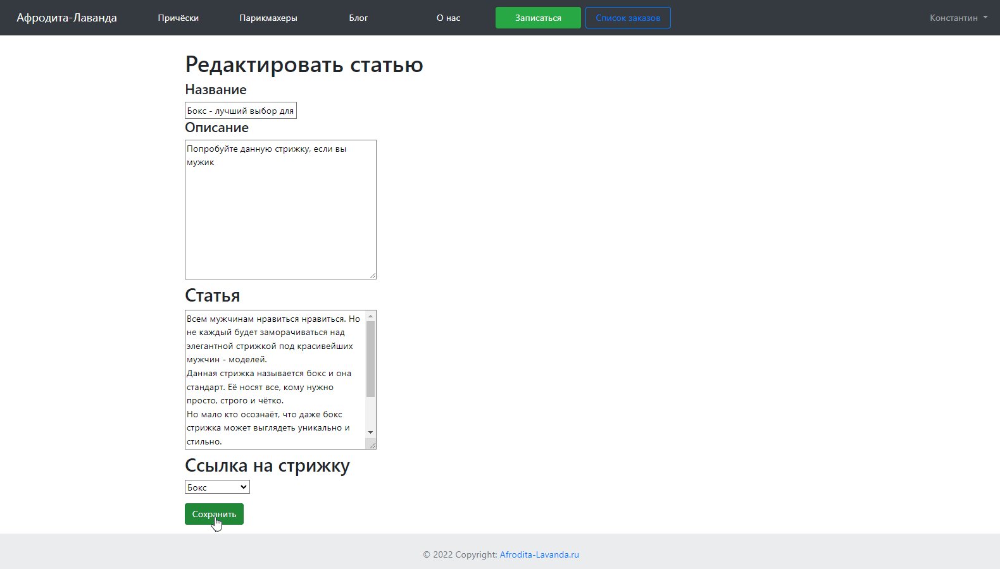 Афродита-Лаванда Причёски Парикмахеры Блог О нас Записаться Список заказов Константин
Редактировать статью
Название
Бокс - лучший выбор для
Описание
Попробуйте данную стрижку, если вы
мужик
Статья
Всем мужчинам нравиться нравиться. Но
не каждый будет заморачиваться над
элегантной стрижкой под красивейших
мужчин - моделей.
Данная стрижка называется бокс и она
стандарт. Её носят все, кому нужно
просто, строго и чётко.
Но мало кто осознаёт, что даже бокс
стрижка может выглядеть уникально и
стильно.
Ссылка на стрижку
Бокс
Сохранить
© 2022 Copyright: Afrodita-Lavanda.ru